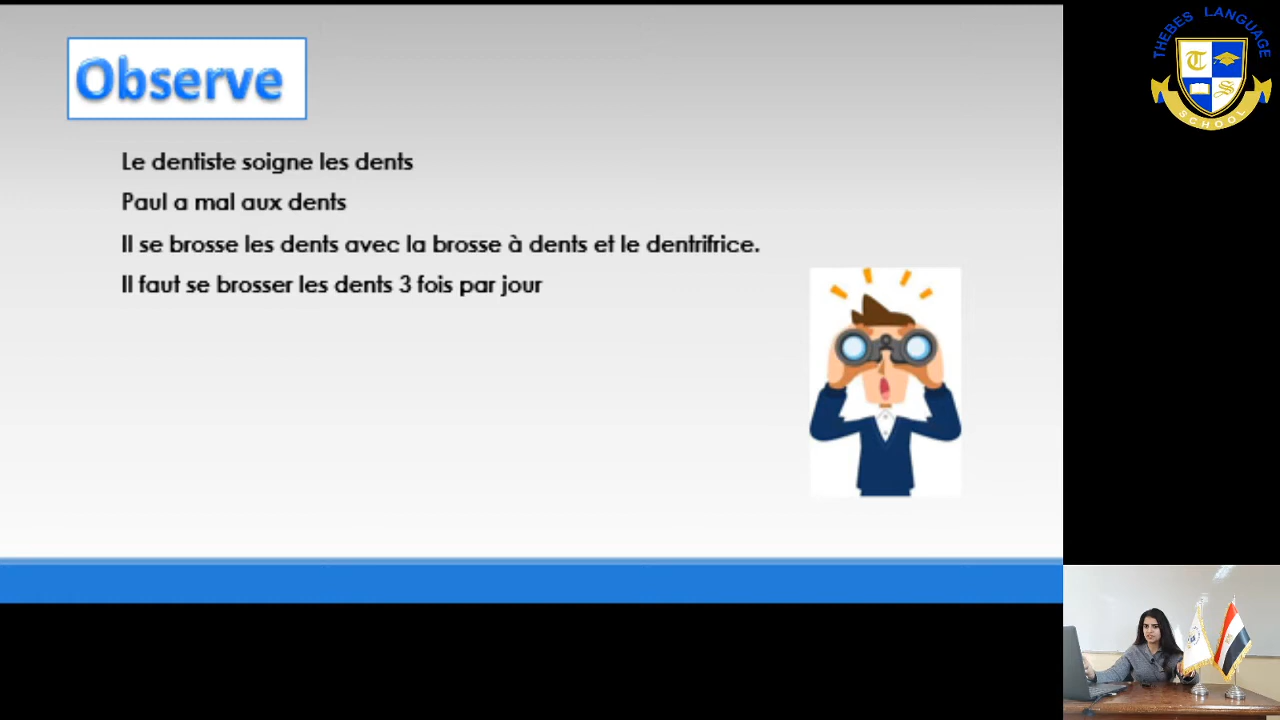 Observe
Le dentiste soigne les dents
Paul a mal aux dents
Il se brosse les dents avec la brosse à dents et le dentrifrice.
Il faut se brosser les dents 3 fois par jour
THEBES LANGUAGE
SCHOOL